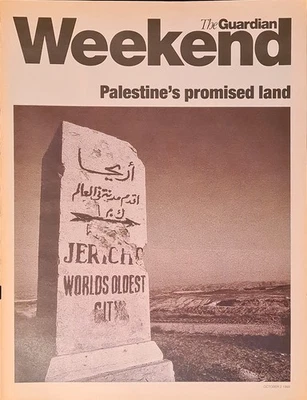 The Guardian
Weekend
Palestine's promised land
أريحا
اقدم مدينة في العالم
JERICHO
WORLDS OLDEST
CITY